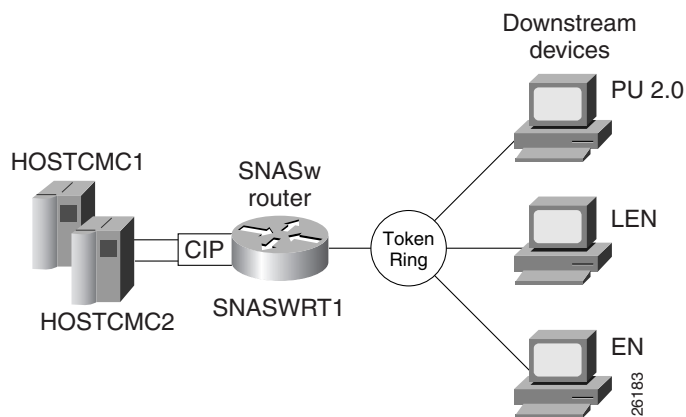 Downstream
devices
PU 2.0
HOSTCMC1
SNASw
router
CIP
Token
Ring
LEN
HOSTCMC2
SNASWRT1
EN
26183